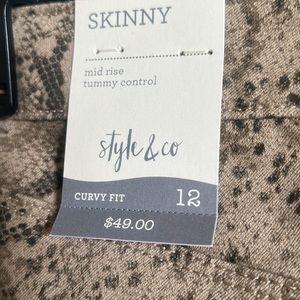 SKINNY
mid rise
tummy control
style & co
CURVY FIT 12
$49.00